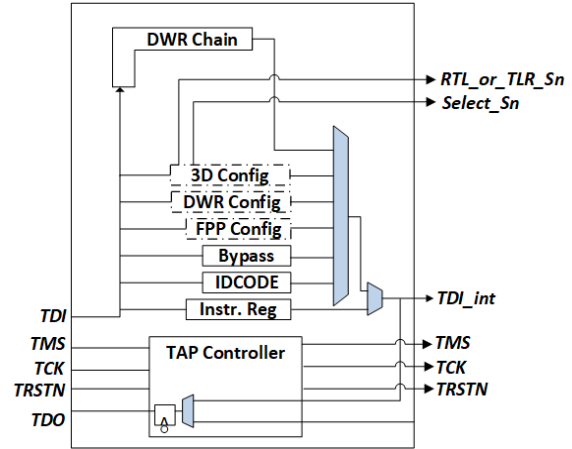 DWR Chain
RTL_or_TLR_Sn
Select_Sn
3D Config
DWR Config
FPP Config
Bypass
IDCODE
Instr. Reg
TDI_int
TDI
TMS
TCK
TRSTN
TDO
TAP Controller
TMS
TCK
TRSTN